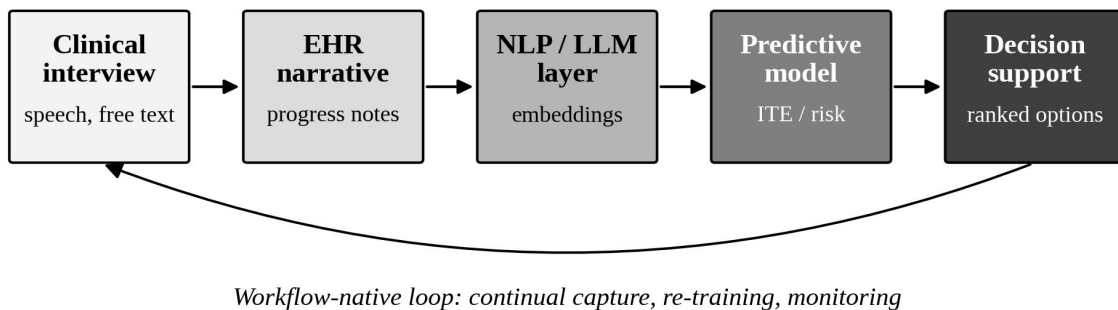 Clinical
interview
speech, free text
EHR
narrative
progress notes
NLP / LLM
layer
embeddings
Predictive
model
ITE / risk
Decision
support
ranked options
Workflow-native loop: continual capture, re-training, monitoring